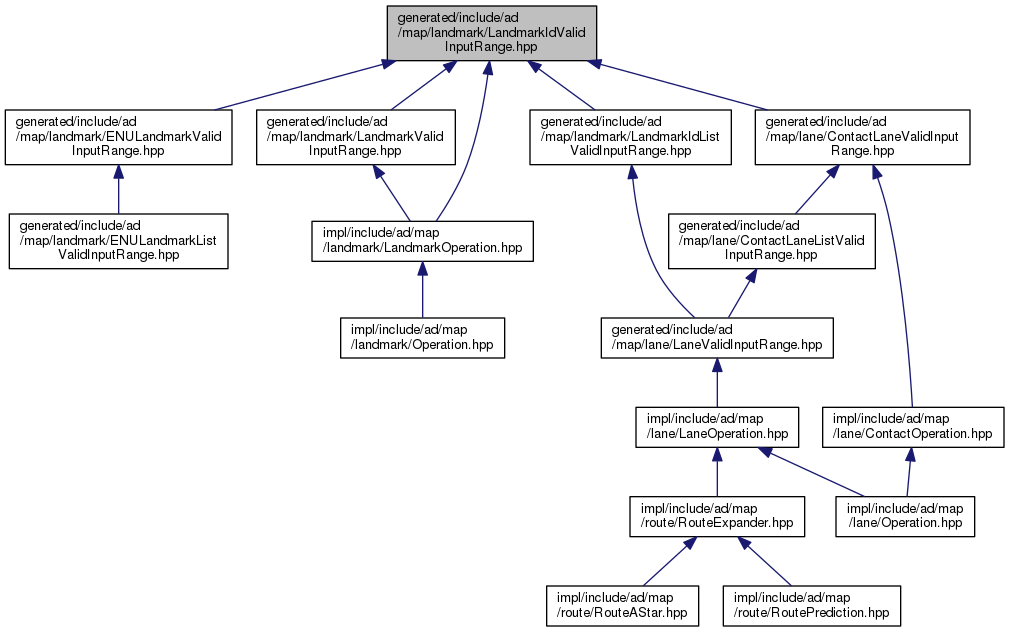 generated/include/ad
/map/landmark/LandmarkIdValid
InputRange.hpp
generated/include/ad
/map/landmark/ENULandmarkValid
InputRange.hpp
generated/include/ad
/map/landmark/LandmarkValid
InputRange.hpp
generated/include/ad
/map/landmark/LandmarkIdList
ValidInputRange.hpp
generated/include/ad
/map/lane/ContactLaneValidInput
Range.hpp
generated/include/ad
/map/landmark/ENULandmarkList
ValidInputRange.hpp
impl/include/ad/map
/landmark/LandmarkOperation.hpp
generated/include/ad
/map/lane/ContactLaneListValid
InputRange.hpp
impl/include/ad/map
/landmark/Operation.hpp
generated/include/ad
/map/lane/LaneValidInputRange.hpp
impl/include/ad/map
/lane/LaneOperation.hpp
impl/include/ad/map
/lane/ContactOperation.hpp
impl/include/ad/map
/route/RouteExpander.hpp
impl/include/ad/map
/lane/Operation.hpp
impl/include/ad/map
/route/RouteAStar.hpp
impl/include/ad/map
/route/RoutePrediction.hpp